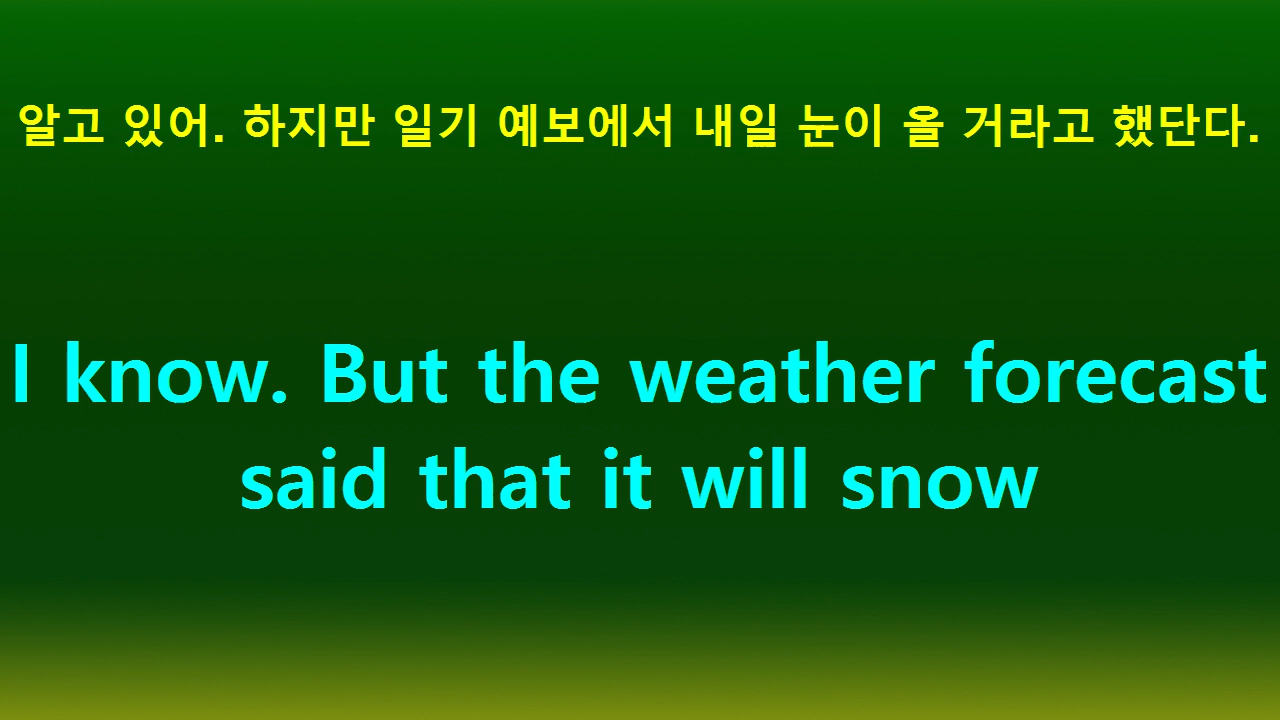 알고 있어. 하지만 일기 예보에서 내일 눈이 올 거라고 했단다.
I know. But the weather forecast
said that it will snow